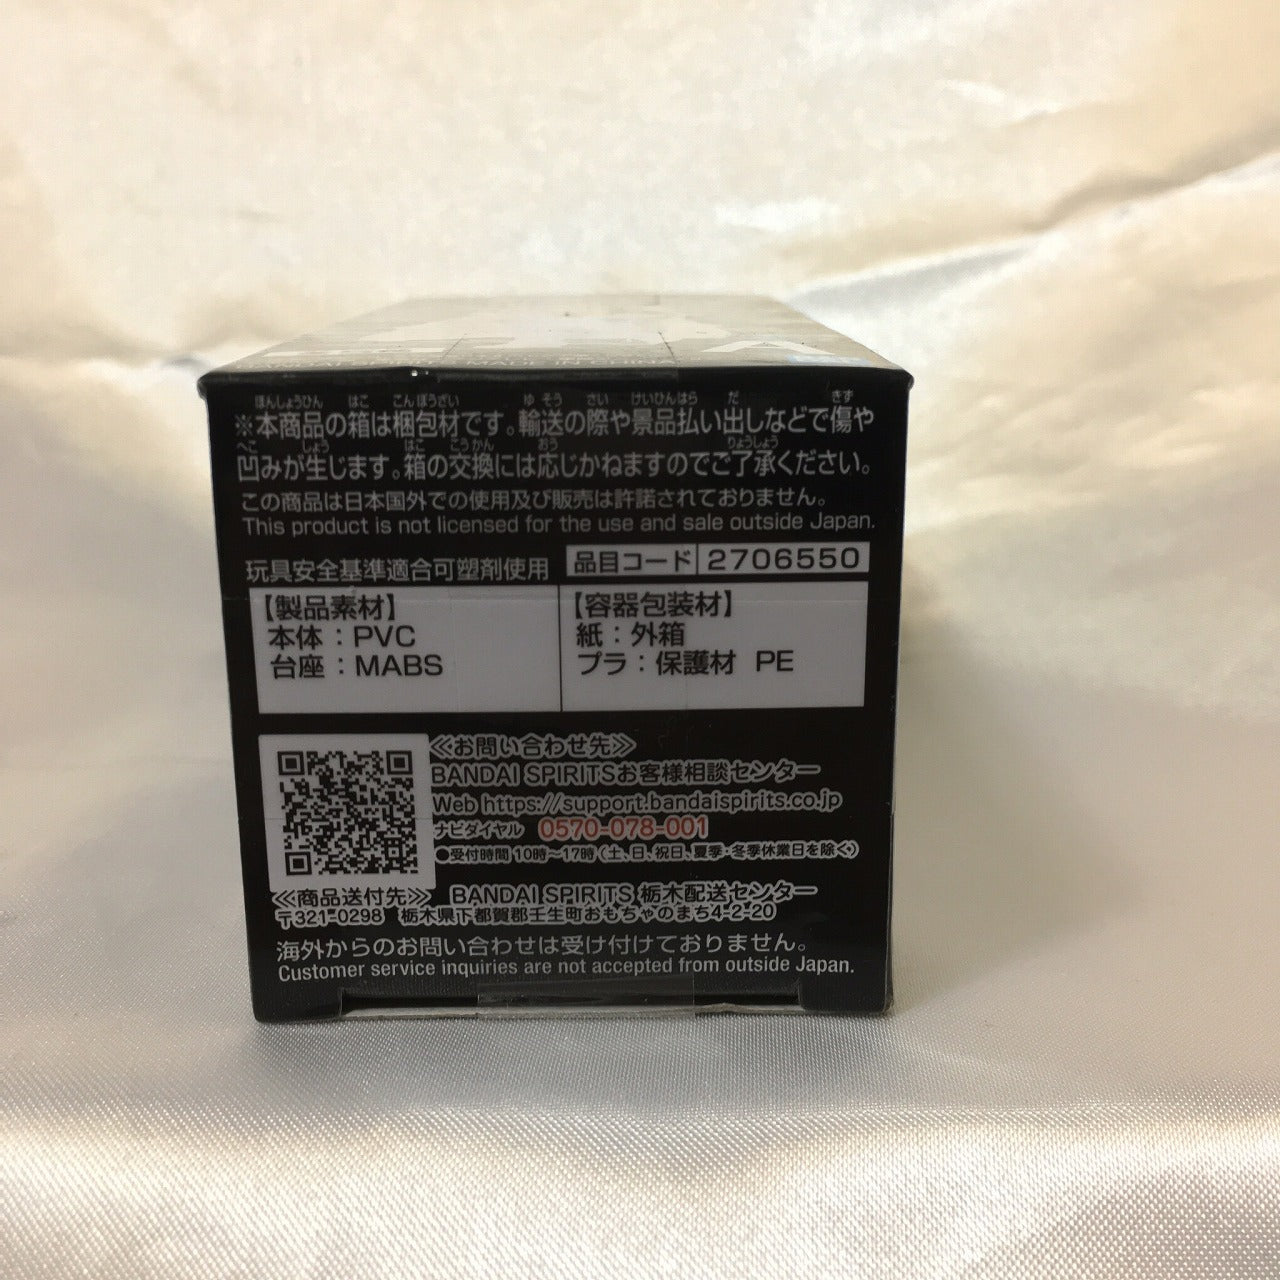 ※本商品の箱は梱包材です。輸送の際や景品払い出しなどで傷や
凹みが生じます。箱の交換には応じかねますのでご了承ください。
この商品は日本国外での使用及び販売は許諾されておりません。
This product is not licensed for the use and sale outside Japan.
玩具安全基準適合可塑剤使用
品目コード 2706550
【製品素材】
本体：PVC
台座：MABS
【容器包装材】
紙：外箱
プラ：保護材 PE
≪お問い合わせ先≫
BANDAI SPIRITSお客様相談センター
Web https://support.bandaispirits.co.jp
ナビダイヤル 0570-078-001
●受付時間 10時〜17時（土、日、祝日、夏季・冬季休業日を除く）
≪商品送付先≫ BANDAI SPIRITS 栃木配送センター
〒321-0298 栃木県下都賀郡壬生町おもちゃのまち4-2-20
海外からのお問い合わせは受け付けておりません。
Customer service inquiries are not accepted from outside Japan.